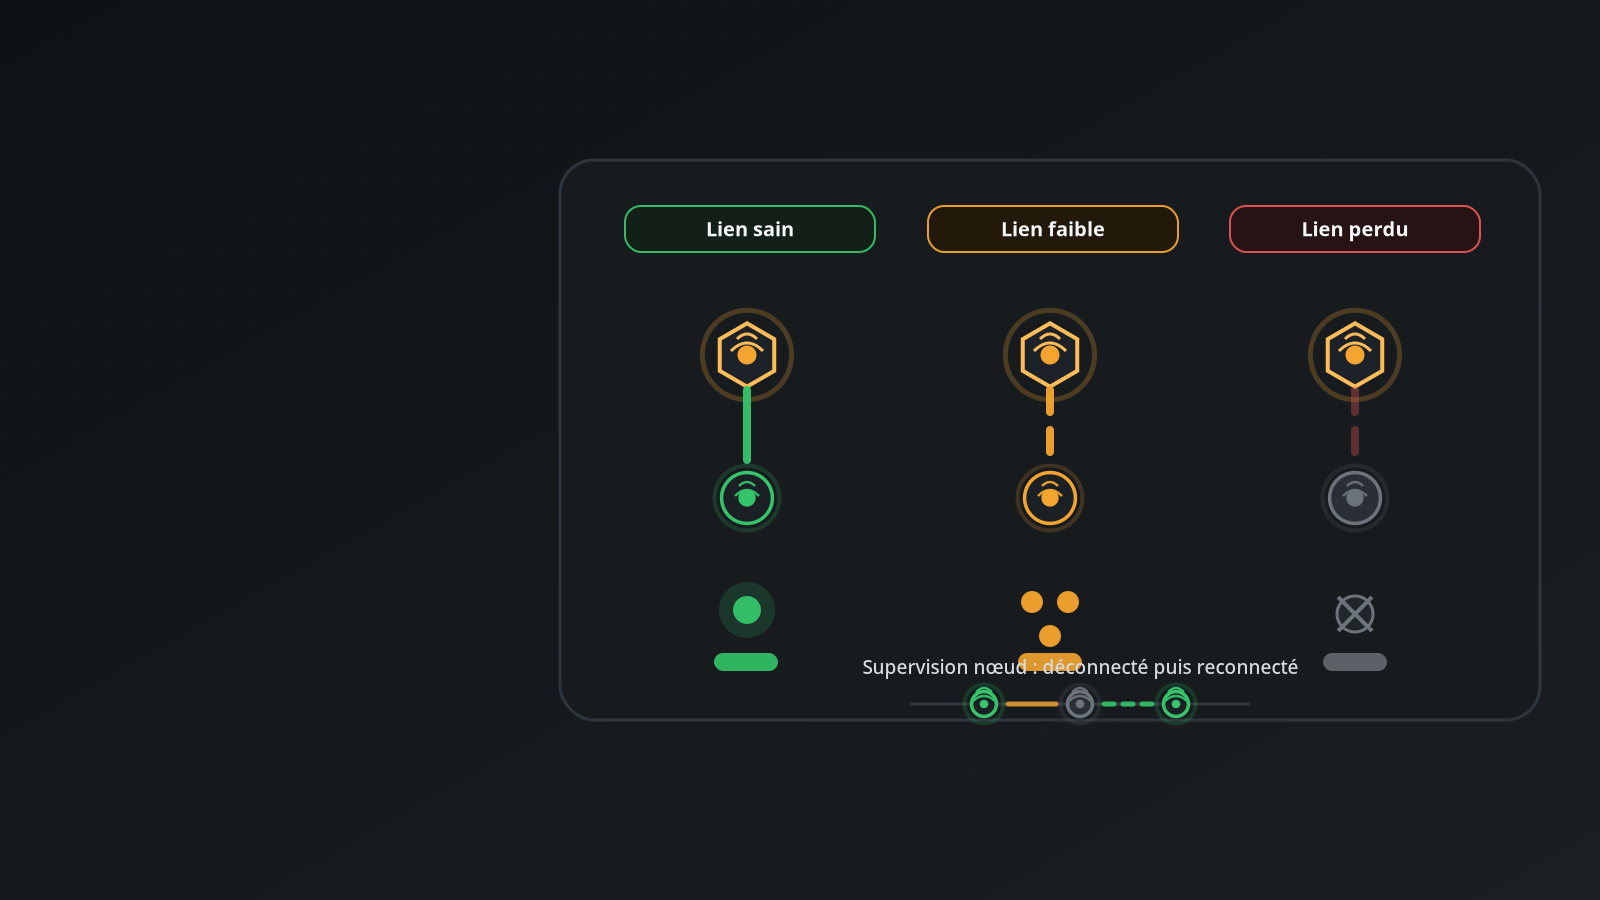 Lien sain
Lien faible
Lien perdu
Supervision nœud : déconnecté puis reconnecté